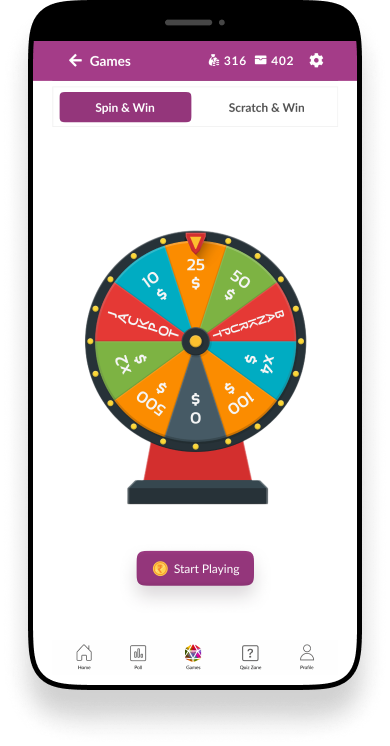 Games
316
402
Spin & Win
Scratch & Win
25 $
50 $
BANKRUPT
X4 $
100 $
$ 0
500 $
X2 $
JACKPOT
10 $
Start Playing
Home
Poll
Games
Quiz Zone
Profile